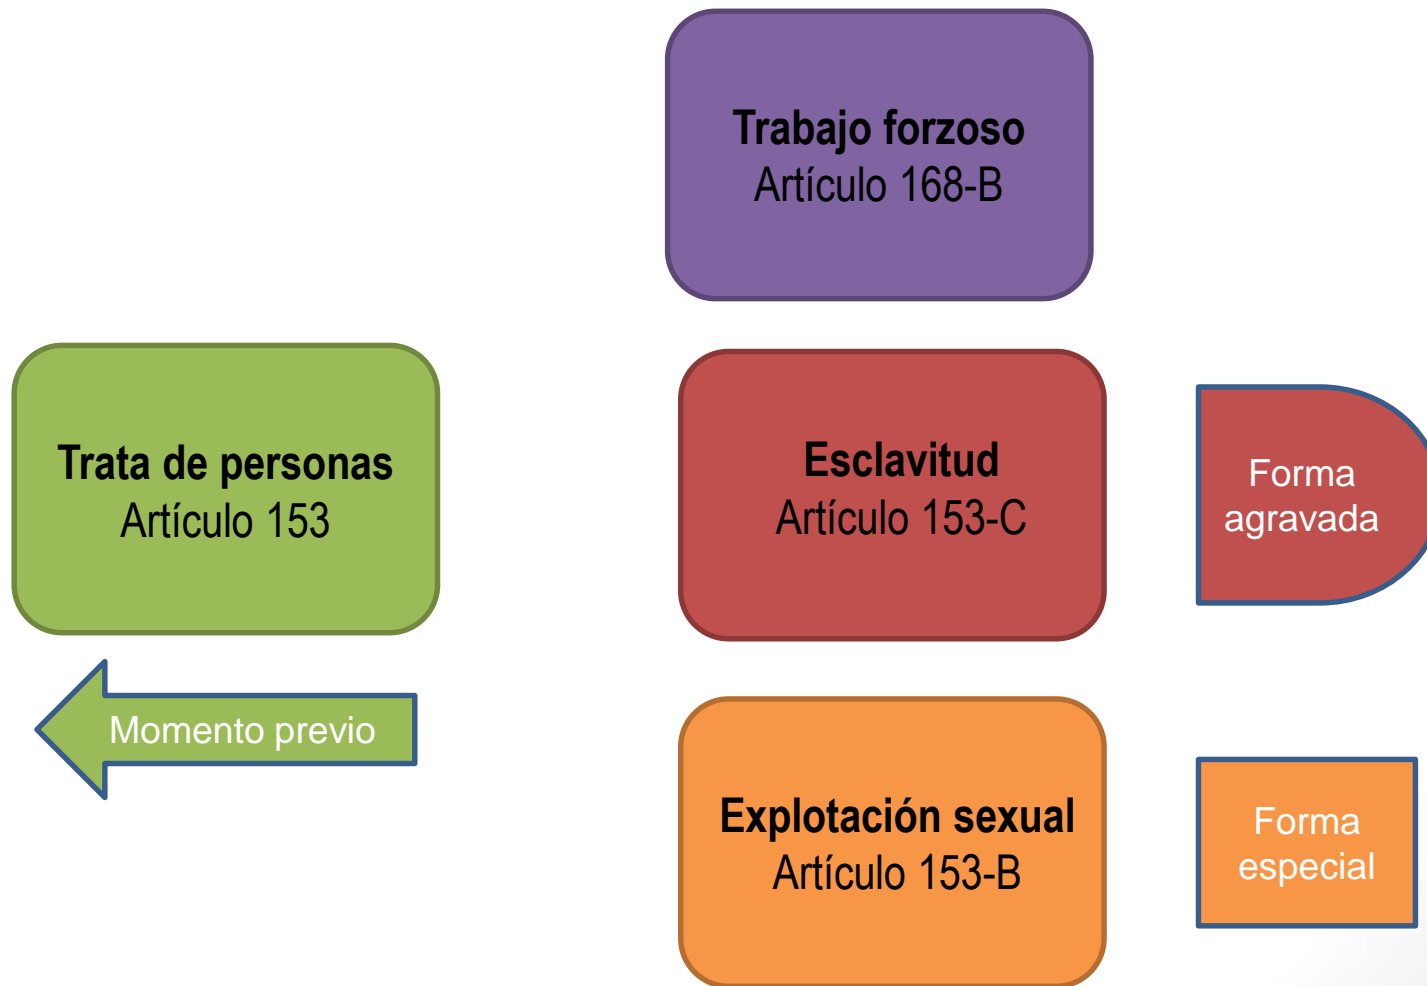 Trabajo forzoso
Artículo 168-B
Trata de personas
Artículo 153
Esclavitud
Artículo 153-C
Forma
agravada
Momento previo
Explotación sexual
Artículo 153-B
Forma
especial